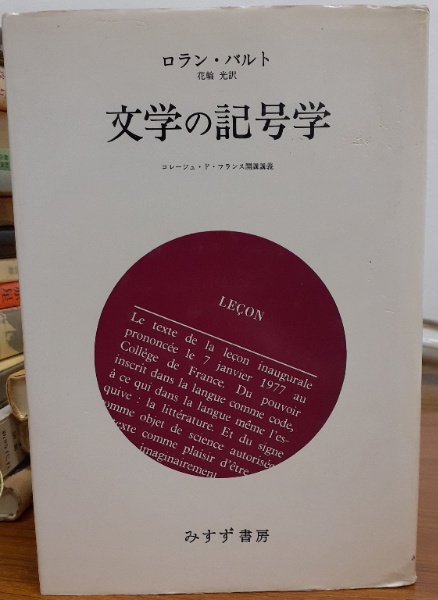 ロラン・バルト
花輪 光訳
文学の記号学
コレージュ・ド・フランス開講講義
LEÇON
Le texte de la leçon inaugurale
prononcée le 7 janvier 1977 au
Collège de France. Du pouvoir
inscrit dans la langue comme code,
à ce qui dans la langue même l'es-
quive : la littérature. Et du signe
omme objet de science autorisée
texte comme plaisir d'être
imaginairement
みすず書房